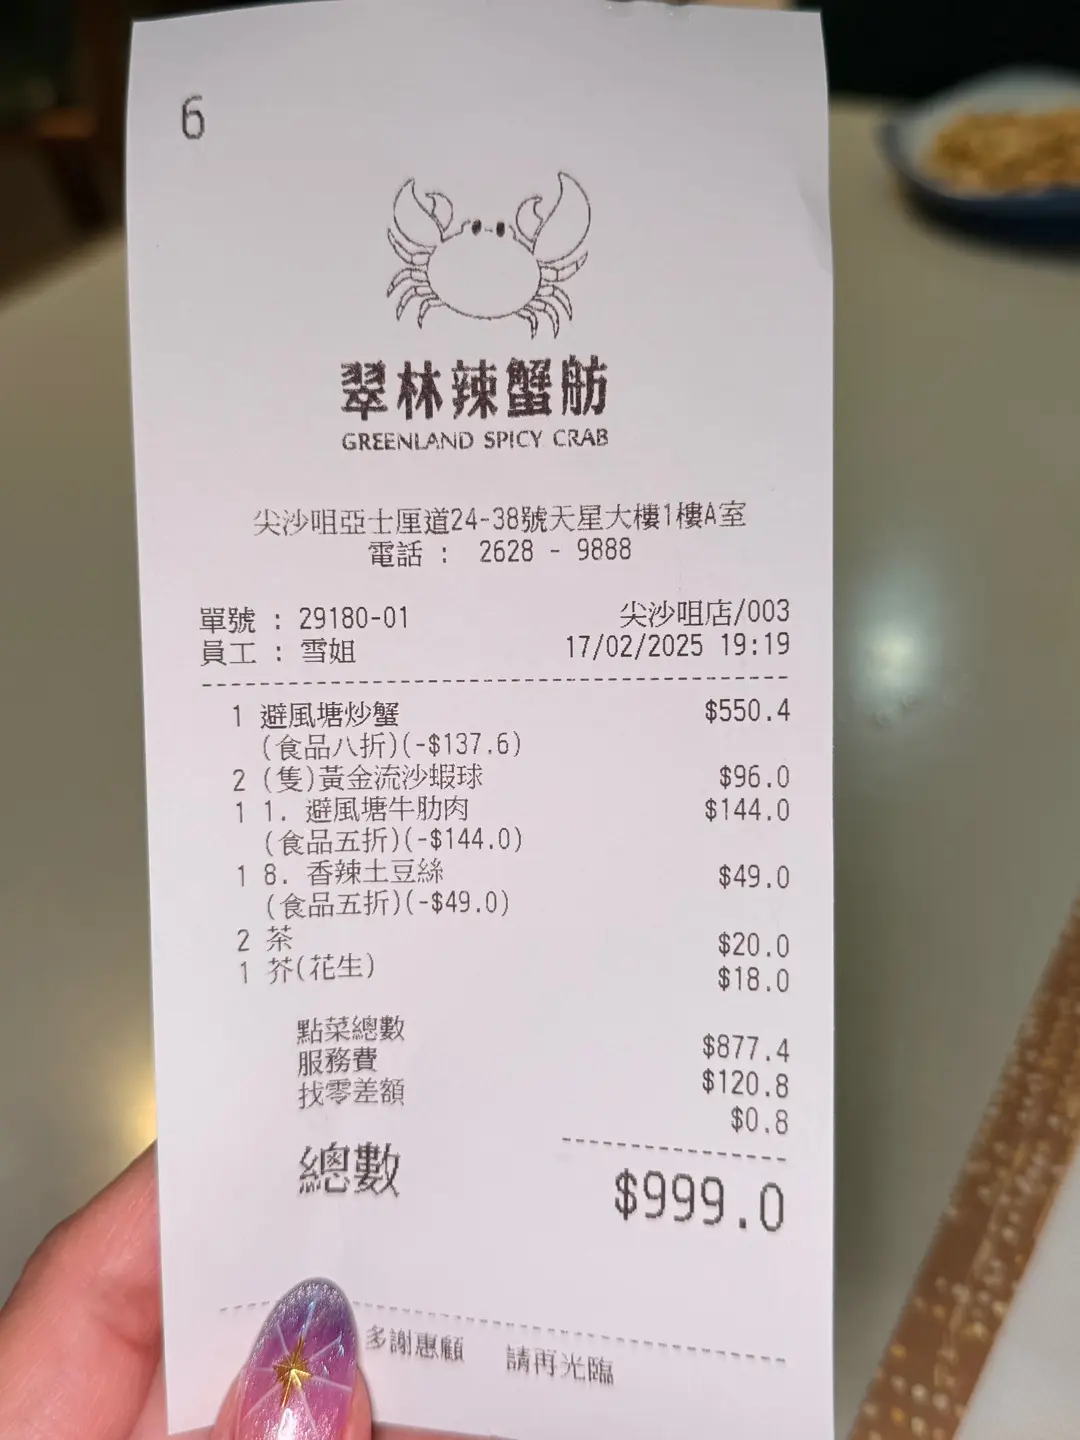 6
翠林辣蟹舫
GREENLAND SPICY CRAB
尖沙咀亞士厘道24-38號天星大樓1樓A室
電話 : 2628 - 9888
單號 : 29180-01 尖沙咀店/003
員工 : 雪姐 17/02/2025 19:19
1 避風塘炒蟹 $550.4
(食品八折)(-$137.6)
2 (隻)黃金流沙蝦球 $96.0
1 1. 避風塘牛肋肉 $144.0
(食品五折)(-$144.0)
1 8. 香辣土豆絲 $49.0
(食品五折)(-$49.0)
2 茶 $20.0
1 芥(花生) $18.0
點菜總數 $877.4
服務費 $120.8
找零差額 $0.8
總數 $999.0
多謝惠顧 請再光臨